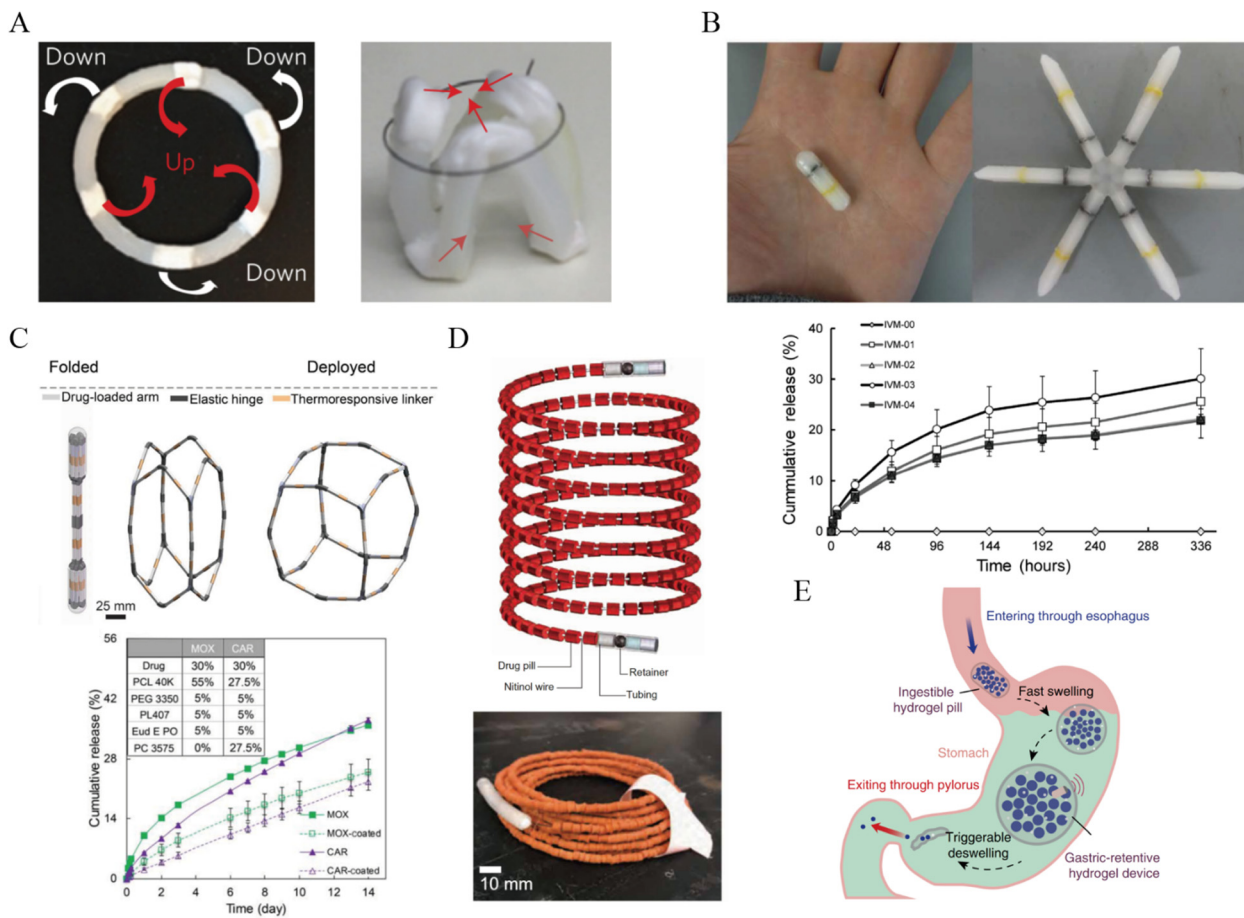 A
Down
Down
Up
Down
B
C
Folded
Deployed
Drug-loaded arm
Elastic hinge
Thermoresponsive linker
25 mm
56
42
28
14
0
Cumulative release (%)
MOX CAR
Drug 30% 30%
PCL 40K 55% 27.5%
PEG 3350 5% 5%
PL407 5% 5%
Eud E PO 5% 5%
PC 3575 0% 27.5%
MOX
MOX-coated
CAR
CAR-coated
0 2 4 6 8 10 12 14
Time (day)
D
Drug pill
Nitinol wire
Retainer
Tubing
10 mm
40
30
20
10
0
Cummulative release (%)
IVM-00
IVM-01
IVM-02
IVM-03
IVM-04
0 48 96 144 192 240 288 336
Time (hours)
E
Entering through esophagus
Ingestible
hydrogel pill
Fast swelling
Stomach
Exiting through pylorus
Triggerable
deswelling
Gastric-retentive
hydrogel device